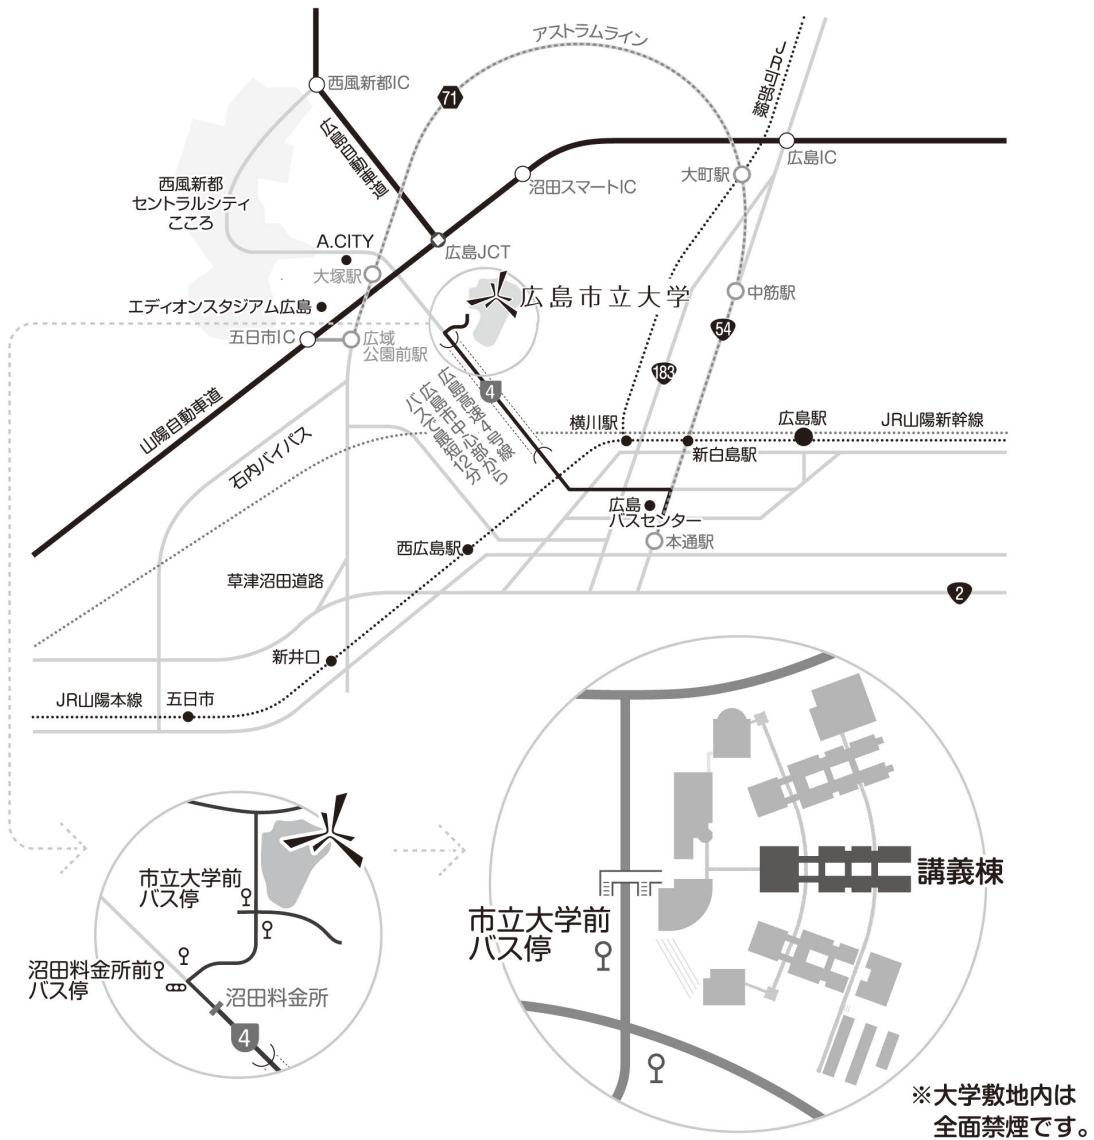 アストラムライン
JR可部線
西風新都IC
71
広島自動車道
広島IC
大町駅
沼田スマートIC
西風新都
セントラルシティ
こころ
A.CITY
広島JCT
大塚駅
広島市立大学
中筋駅
エディオンスタジアム広島
五日市IC
広域
公園前駅
54
183
4
広島高速4号線
広島市中心部から
バスで最短12分
山陽自動車道
石内バイパス
横川駅
広島駅
JR山陽新幹線
新白島駅
広島
バスセンター
本通駅
西広島駅
草津沼田道路
2
新井口
JR山陽本線
五日市
市立大学前
バス停
沼田料金所前
バス停
沼田料金所
4
市立大学前
バス停
講義棟
※大学敷地内は
全面禁煙です。